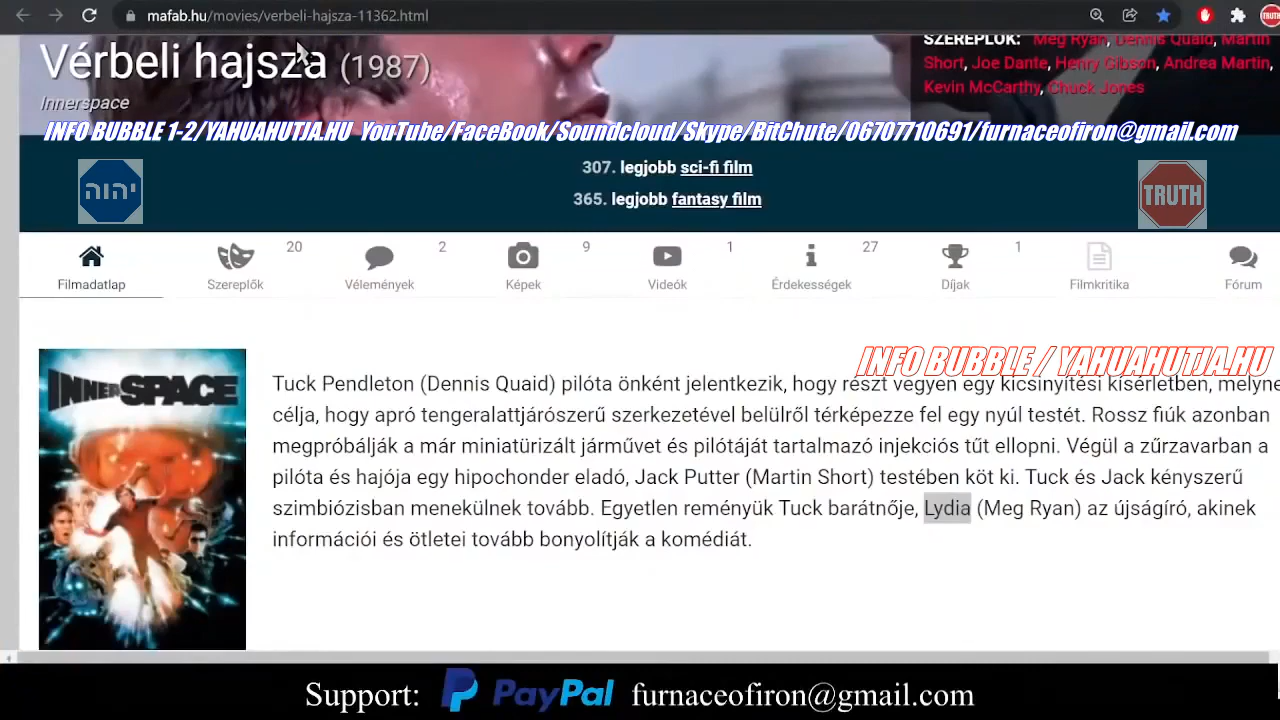 mafab.hu/movies/verbeli-hajsza-11362.html
TRUTH
Vérbeli hajsza (1987)
Innerspace
SZEREPLŐK: Meg Ryan, Dennis Quaid, Martin
Short, Joe Dante, Henry Gibson, Andrea Martin,
Kevin McCarthy, Chuck Jones
INFO BUBBLE 1-2/YAHUAHUTJA.HU YouTube/FaceBook/Soundcloud/Skype/BitChute/06707710691/furnaceofiron@gmail.com
307. legjobb sci-fi film
365. legjobb fantasy film
יהוה
TRUTH
20 2 9 1 27 1
Filmadatlap Szereplők Vélemények Képek Videók Érdekességek Díjak Filmkritika Fórum
INFO BUBBLE / YAHUAHUTJA.HU
INNERSPACE
Tuck Pendleton (Dennis Quaid) pilóta önként jelentkezik, hogy részt vegyen egy kicsinyítési kísérletben, melyne
célja, hogy apró tengeralattjárószerű szerkezetével belülről térképezze fel egy nyúl testét. Rossz fiúk azonban
megpróbálják a már miniatürizált járművet és pilótáját tartalmazó injekciós tűt ellopni. Végül a zűrzavarban a
pilóta és hajója egy hipochonder eladó, Jack Putter (Martin Short) testében köt ki. Tuck és Jack kényszerű
szimbiózisban menekülnek tovább. Egyetlen reményük Tuck barátnője, Lydia (Meg Ryan) az újságíró, akinek
információi és ötletei tovább bonyolítják a komédiát.
Support: PayPal furnaceofiron@gmail.com